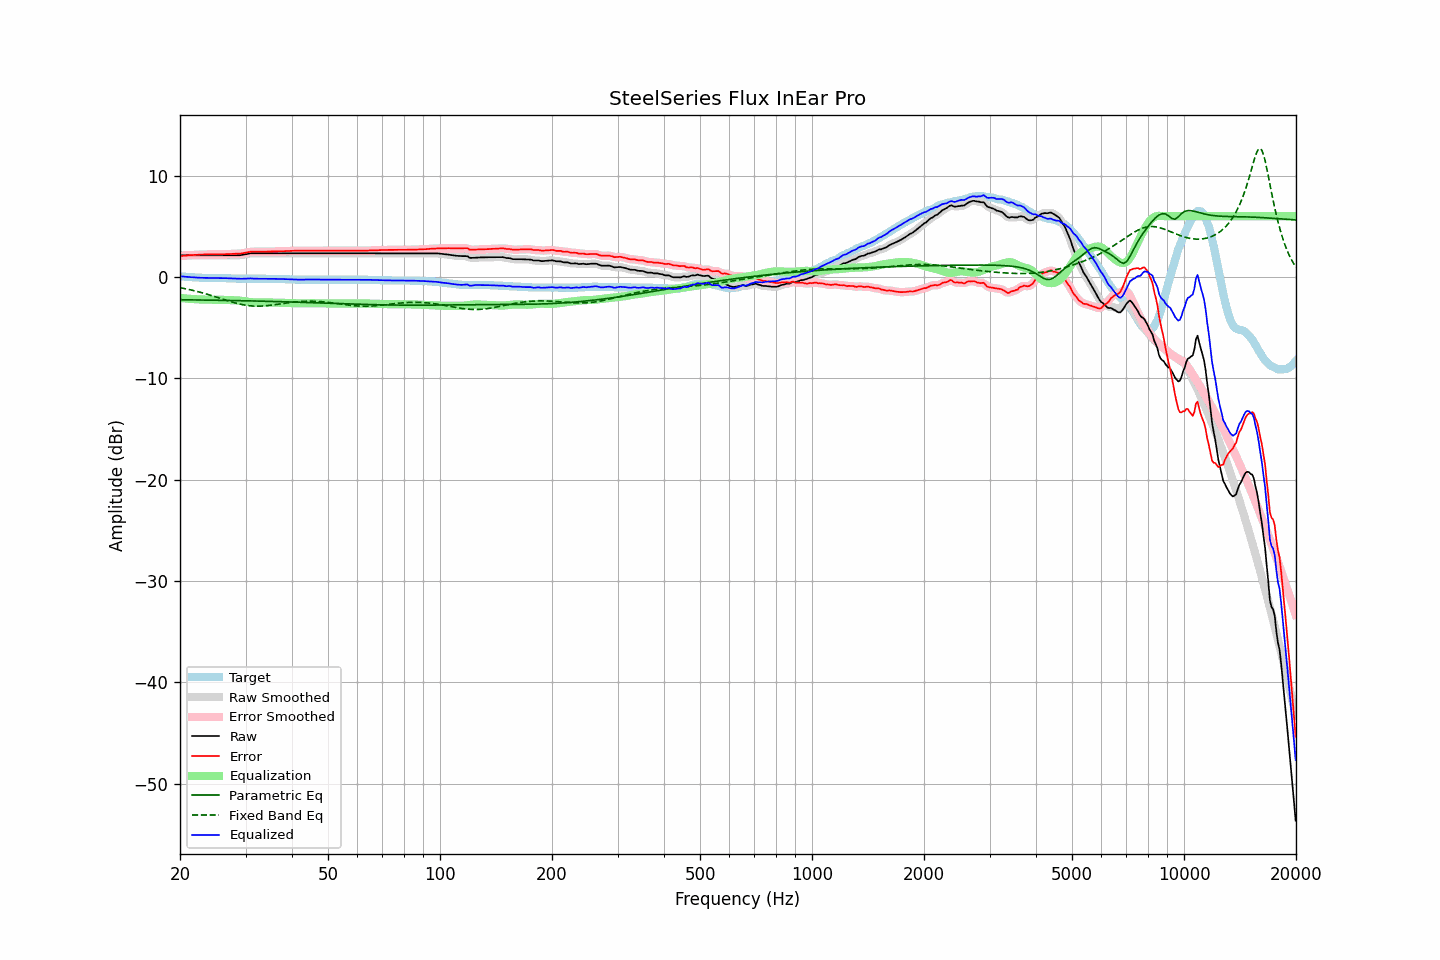 SteelSeries Flux InEar Pro
10
0
−10
−20
−30
−40
−50
Amplitude (dBr)
Target
Raw Smoothed
Error Smoothed
Raw
Error
Equalization
Parametric Eq
Fixed Band Eq
Equalized
20 50 100 200 500 1000 2000 5000 10000 20000
Frequency (Hz)